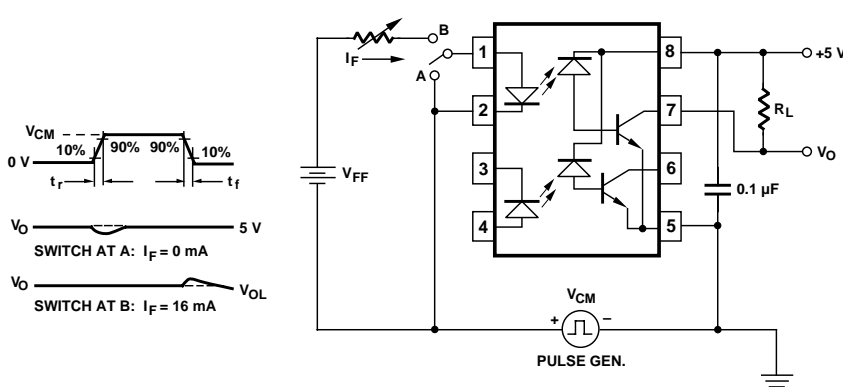 V_CM
0 V
10%
90%
90%
10%
t_r
t_f
V_O
5 V
SWITCH AT A: I_F = 0 mA
V_O
V_OL
SWITCH AT B: I_F = 16 mA
B
I_F
A
V_FF
1
2
3
4
8
7
6
5
+5 V
R_L
V_O
0.1 µF
V_CM
+
–
PULSE GEN.